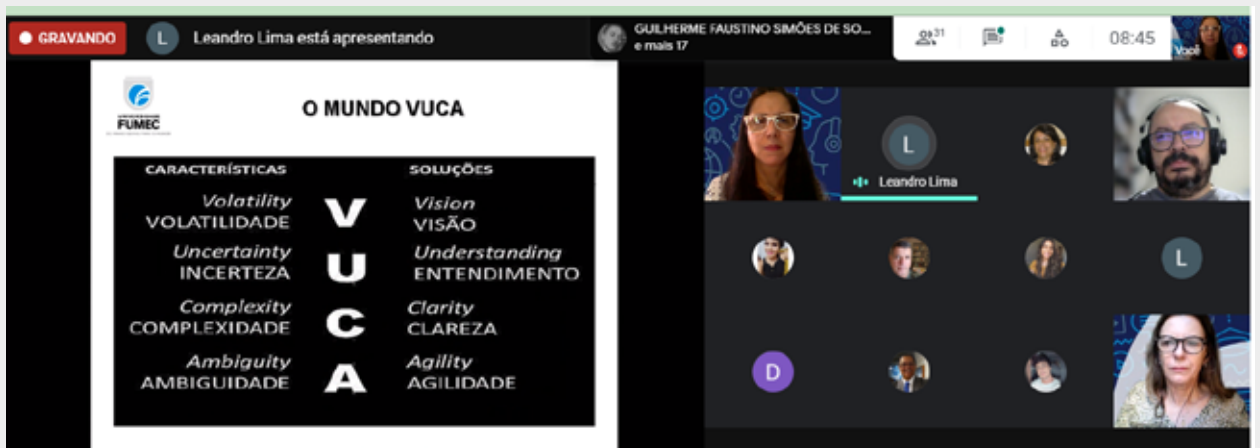 GRAVANDO
L
Leandro Lima está apresentando
GUILHERME FAUSTINO SIMÕES DE SO...
e mais 17
31
08:45
Você
UNIVERSIDADE
FUMEC
O MUNDO VUCA
CARACTERÍSTICAS
SOLUÇÕES
Volatility
VOLATILIDADE
V
Vision
VISÃO
Uncertainty
INCERTEZA
U
Understanding
ENTENDIMENTO
Complexity
COMPLEXIDADE
C
Clarity
CLAREZA
Ambiguity
AMBIGUIDADE
A
Agility
AGILIDADE
L
Leandro Lima
L
D